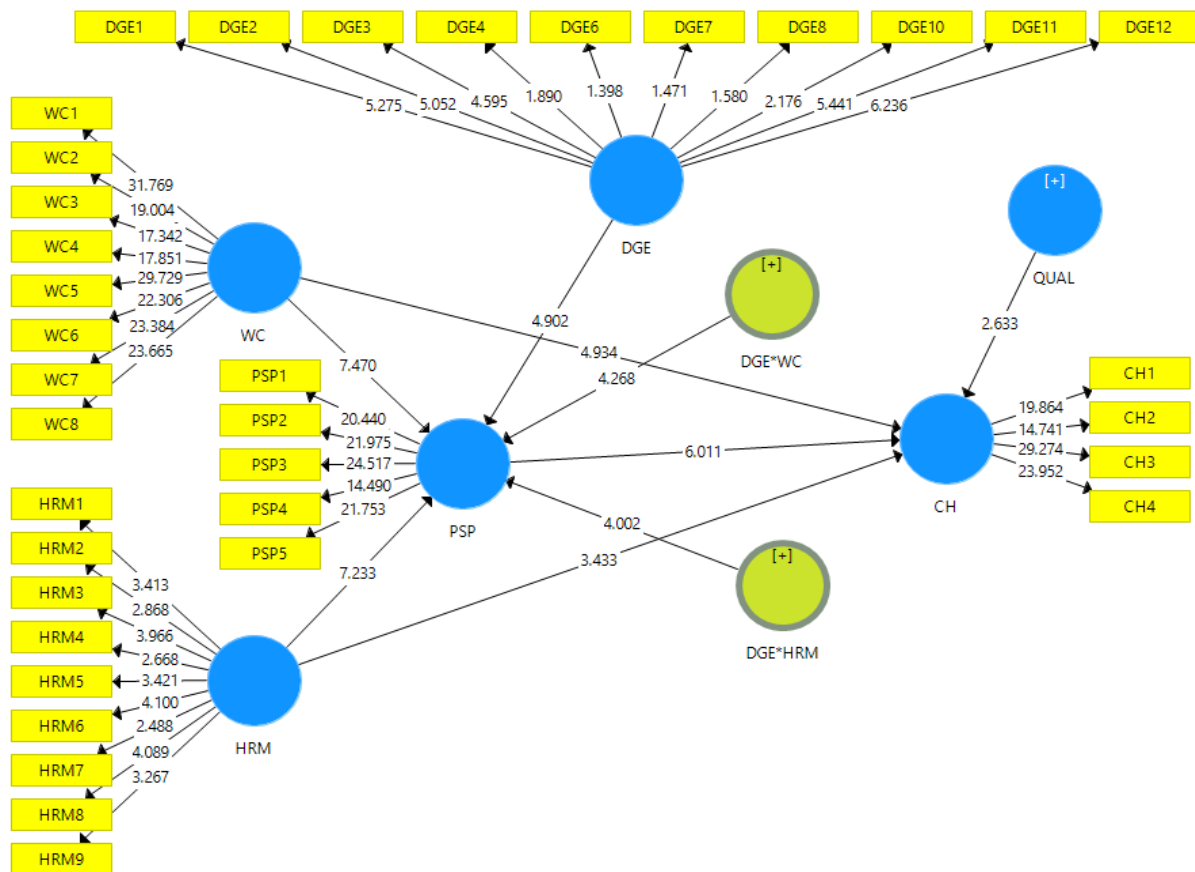 DGE1
DGE2
DGE3
DGE4
DGE6
DGE7
DGE8
DGE10
DGE11
DGE12
5.275
5.052
4.595
1.890
1.398
1.471
1.580
2.176
5.441
6.236
WC1
WC2
WC3
WC4
WC5
WC6
WC7
WC8
31.769
19.004
17.342
17.851
29.729
22.306
23.384
23.665
WC
DGE
[+]
QUAL
[+]
DGE*WC
4.902
4.934
2.633
7.470
4.268
PSP1
PSP2
PSP3
PSP4
PSP5
20.440
21.975
24.517
14.490
21.753
PSP
6.011
CH
19.864
14.741
29.274
23.952
CH1
CH2
CH3
CH4
HRM1
HRM2
HRM3
HRM4
HRM5
HRM6
HRM7
HRM8
HRM9
3.413
2.868
3.966
2.668
3.421
4.100
2.488
4.089
3.267
HRM
7.233
4.002
3.433
[+]
DGE*HRM